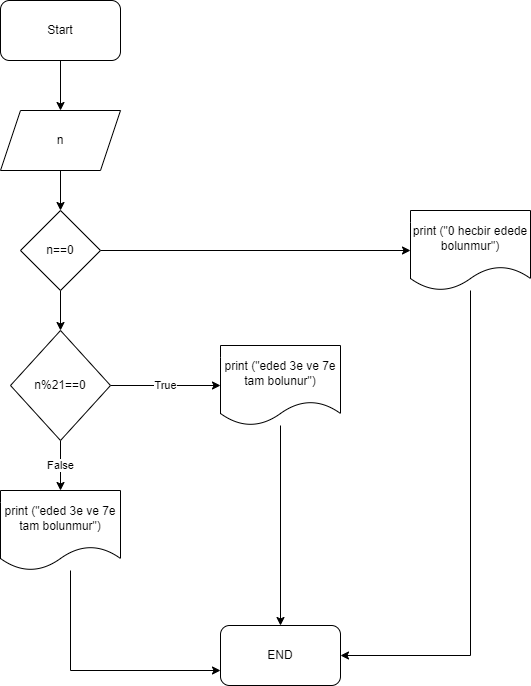 Start
n
n==0
print ("0 hecbir edede
bolunmur")
n%21==0
True
print ("eded 3e ve 7e
tam bolunur")
False
print ("eded 3e ve 7e
tam bolunmur")
END